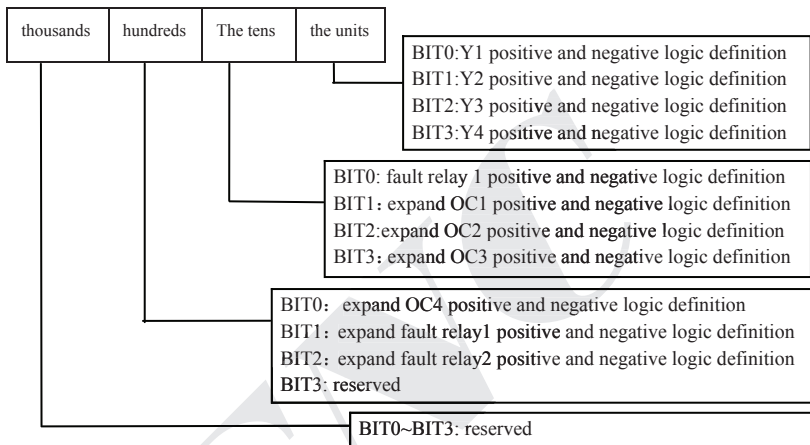 thousands hundreds The tens the units
BIT0:Y1 positive and negative logic definition
BIT1:Y2 positive and negative logic definition
BIT2:Y3 positive and negative logic definition
BIT3:Y4 positive and negative logic definition
BIT0: fault relay 1 positive and negative logic definition
BIT1：expand OC1 positive and negative logic definition
BIT2:expand OC2 positive and negative logic definition
BIT3：expand OC3 positive and negative logic definition
BIT0：expand OC4 positive and negative logic definition
BIT1：expand fault relay1 positive and negative logic definition
BIT2：expand fault relay2 positive and negative logic definition
BIT3: reserved
BIT0~BIT3: reserved